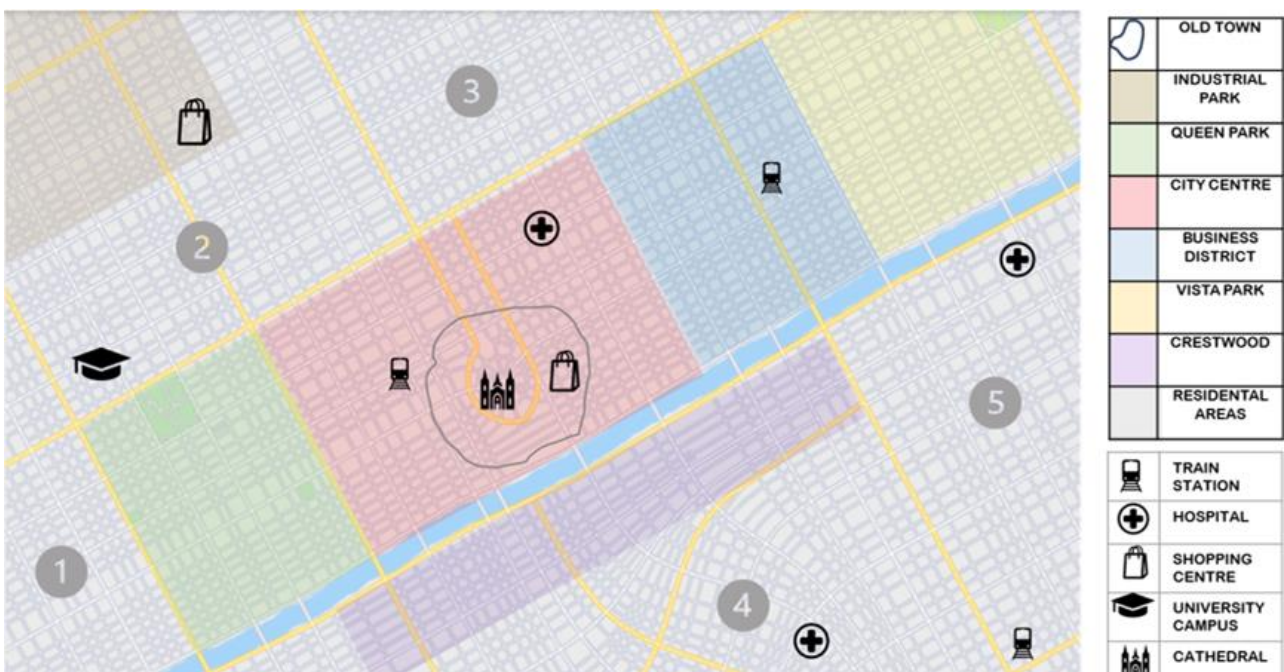 3
2
1
5
4
OLD TOWN
INDUSTRIAL
PARK
QUEEN PARK
CITY CENTRE
BUSINESS
DISTRICT
VISTA PARK
CRESTWOOD
RESIDENTAL
AREAS
TRAIN
STATION
HOSPITAL
SHOPPING
CENTRE
UNIVERSITY
CAMPUS
CATHEDRAL